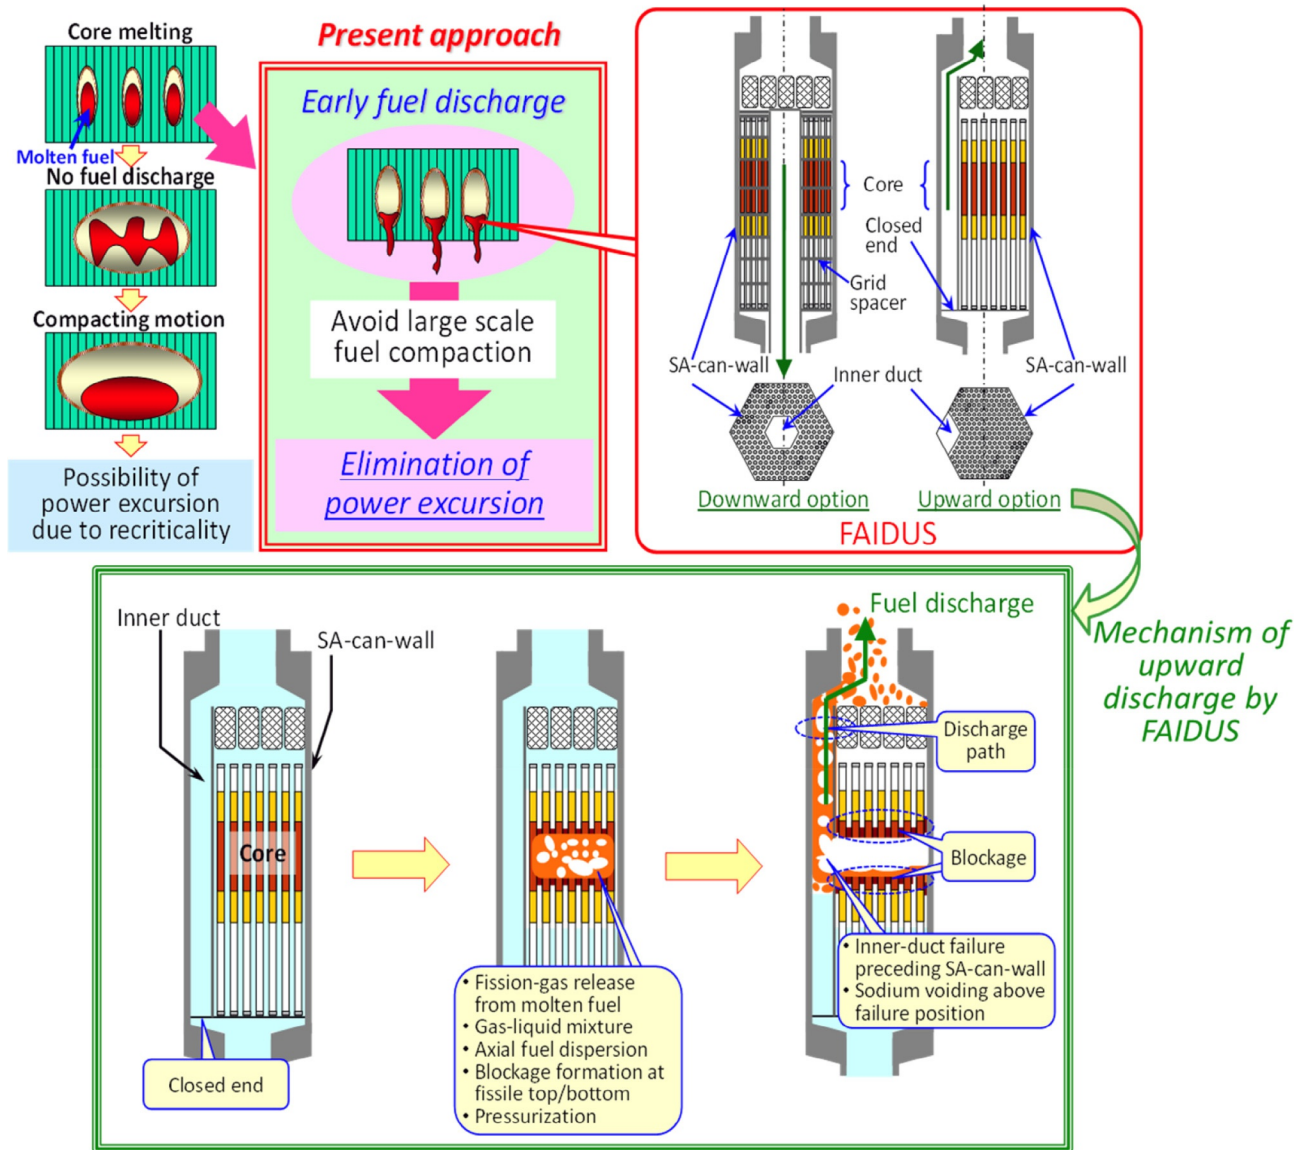 Core melting
Molten fuel
No fuel discharge
Compacting motion
Possibility of
power excursion
due to recriticality
Present approach
Early fuel discharge
Avoid large scale
fuel compaction
Elimination of
power excursion
Core
Closed
end
Grid
spacer
SA-can-wall
Inner duct
SA-can-wall
Downward option
Upward option
FAIDUS
Mechanism of
upward
discharge by
FAIDUS
Inner duct
SA-can-wall
Core
Closed end
• Fission-gas release
from molten fuel
• Gas-liquid mixture
• Axial fuel dispersion
• Blockage formation at
fissile top/bottom
• Pressurization
Fuel discharge
Discharge
path
Blockage
• Inner-duct failure
preceding SA-can-wall
• Sodium voiding above
failure position